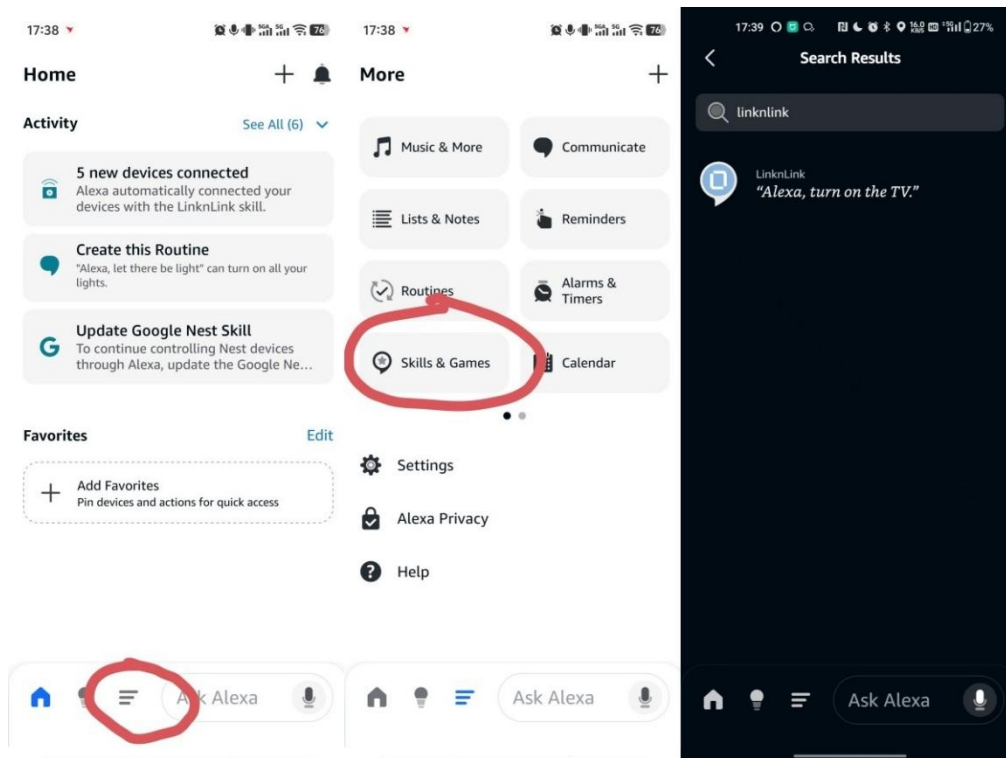 17:38
76
Home
Activity
See All (6)
5 new devices connected
Alexa automatically connected your
devices with the LinknLink skill.
Create this Routine
"Alexa, let there be light" can turn on all your
lights.
Update Google Nest Skill
To continue controlling Nest devices
through Alexa, update the Google Ne...
Favorites
Edit
Add Favorites
Pin devices and actions for quick access
Ask Alexa
17:38
76
More
Music & More
Communicate
Lists & Notes
Reminders
Routines
Alarms &
Timers
Skills & Games
Calendar
Settings
Alexa Privacy
Help
Ask Alexa
17:39
27%
Search Results
linknlink
LinknLink
“Alexa, turn on the TV.”
Ask Alexa